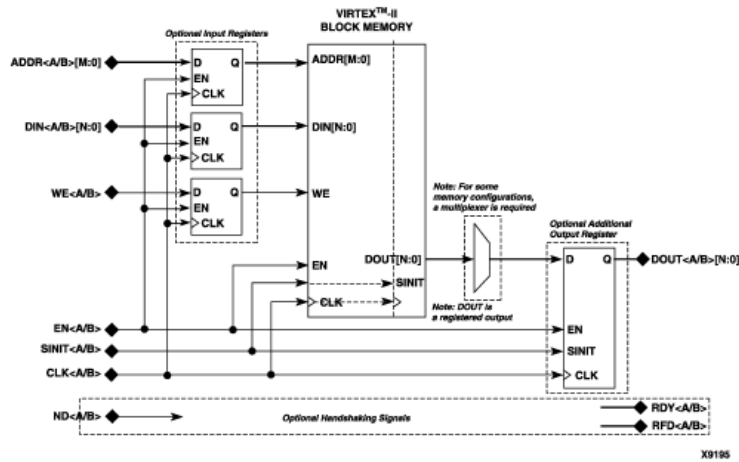 VIRTEX™-II
BLOCK MEMORY
Optional Input Registers
ADDR<A/B>[M:0]
D Q
EN
CLK
ADDR[M:0]
DIN<A/B>[N:0]
D Q
EN
CLK
DIN[N:0]
WE<A/B>
D Q
EN
CLK
WE
Note: For some
memory configurations,
a multiplexer is required
Optional Additional
Output Register
EN
DOUT[N:0]
SINIT
CLK
Note: DOUT is
a registered output
D Q
DOUT<A/B>[N:0]
EN
SINIT
CLK
EN<A/B>
SINIT<A/B>
CLK<A/B>
ND<A/B>
Optional Handshaking Signals
RDY<A/B>
RFD<A/B>
X9195